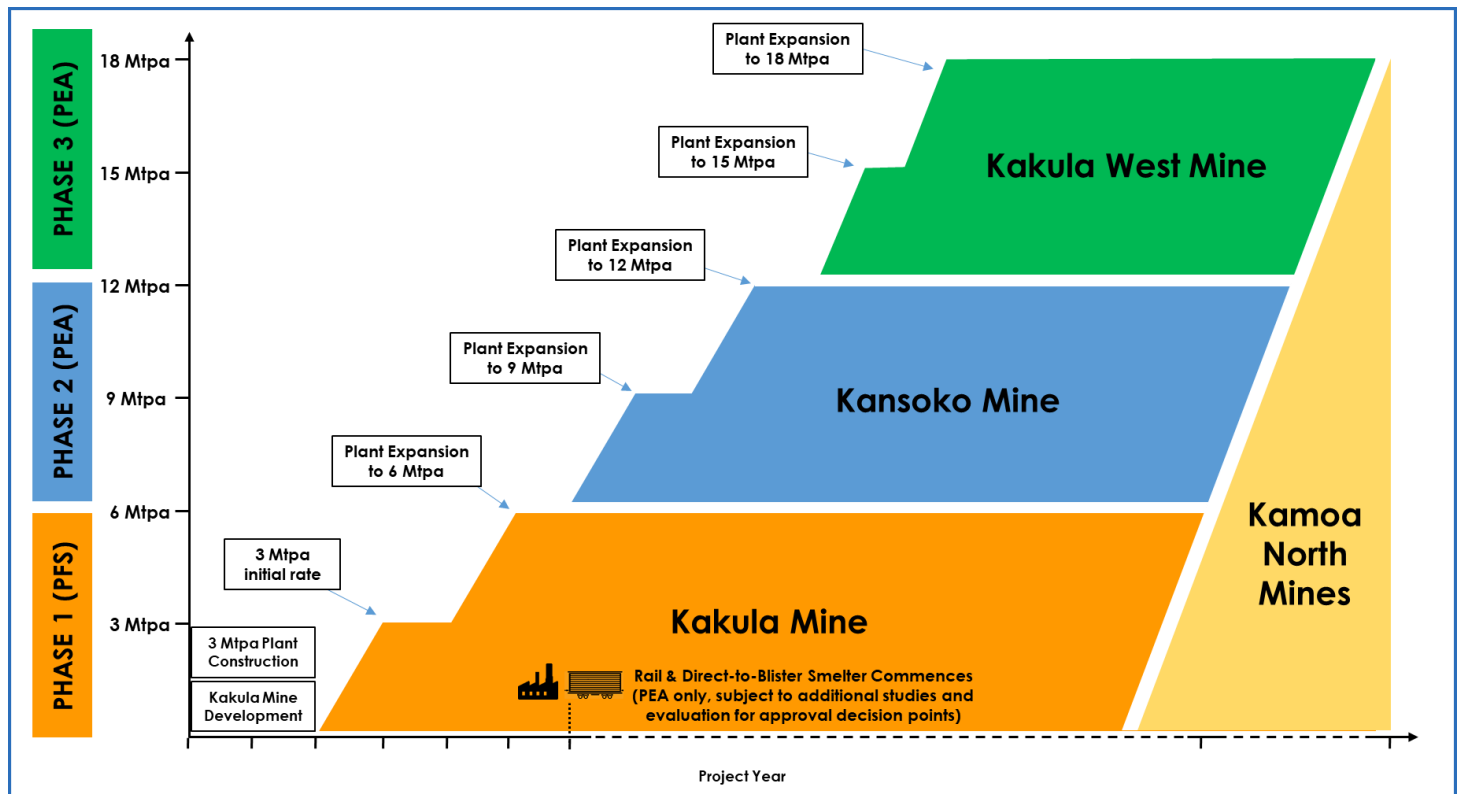 PHASE 3 (PEA)
PHASE 2 (PEA)
PHASE 1 (PFS)
18 Mtpa
15 Mtpa
12 Mtpa
9 Mtpa
6 Mtpa
3 Mtpa
Plant Expansion
to 18 Mtpa
Plant Expansion
to 15 Mtpa
Plant Expansion
to 12 Mtpa
Plant Expansion
to 9 Mtpa
Plant Expansion
to 6 Mtpa
3 Mtpa
initial rate
3 Mtpa Plant
Construction
Kakula Mine
Development
Kakula West Mine
Kansoko Mine
Kakula Mine
Kamoa
North
Mines
Rail & Direct-to-Blister Smelter Commences
(PEA only, subject to additional studies and
evaluation for approval decision points)
Project Year